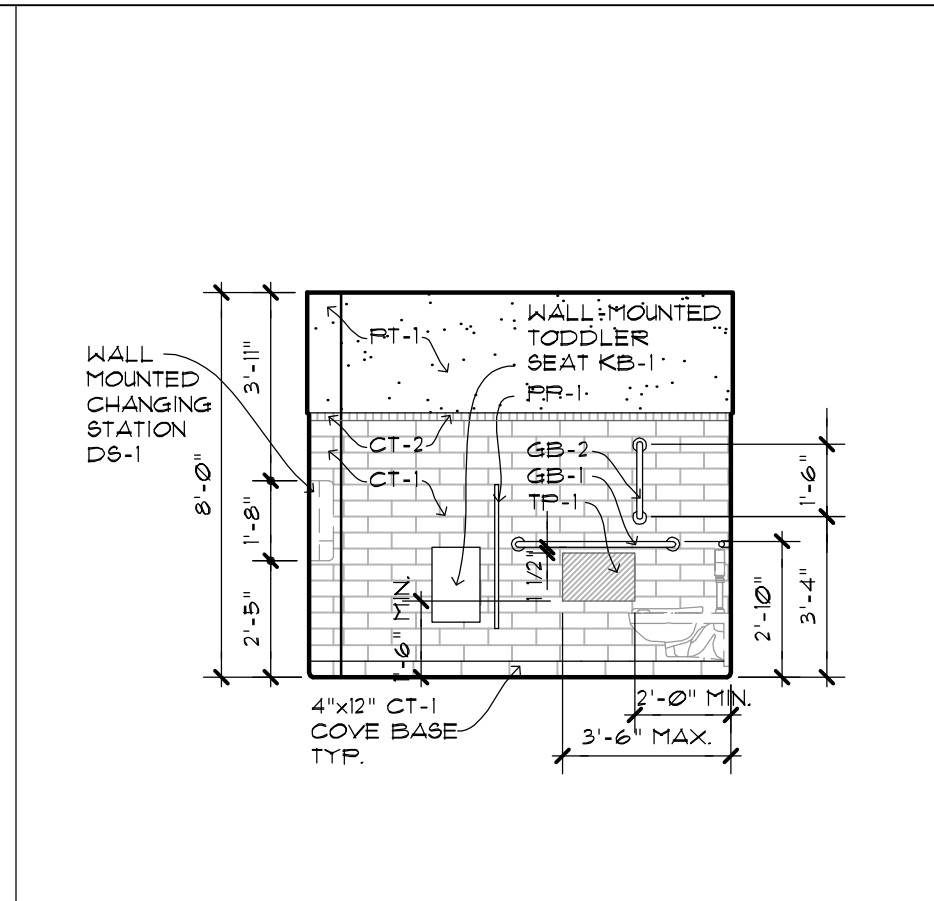 WALL
MOUNTED
CHANGING
STATION
DS-1
8'-0"
3'-11"
1'-8"
2'-5"
PT-1
CT-2
CT-1
WALL-MOUNTED
TODDLER
SEAT KB-1
PP-1
GB-2
GB-1
TP-1
1 1/2"
1'-6" MIN.
1'-6"
3'-4"
2'-10"
2'-0" MIN.
3'-6" MAX.
4"x12" CT-1
COVE BASE
TYP.